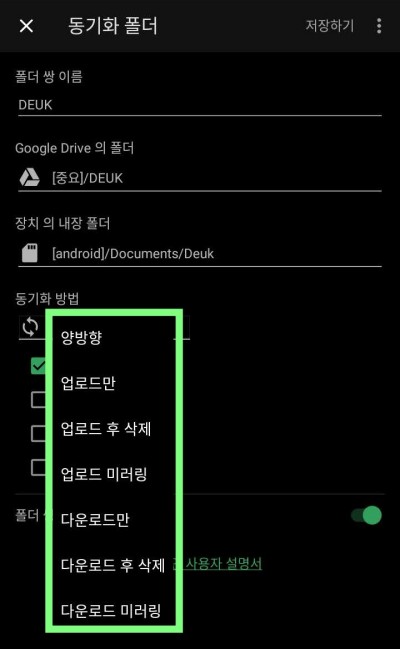 동기화 폴더
저장하기
폴더 쌍 이름
DEUK
Google Drive 의 폴더
[중요]/DEUK
장치 의 내장 폴더
[android]/Documents/Deuk
동기화 방법
양방향
업로드만
업로드 후 삭제
업로드 미러링
다운로드만
폴더
다운로드 후 삭제
사용자 설명서
다운로드 미러링